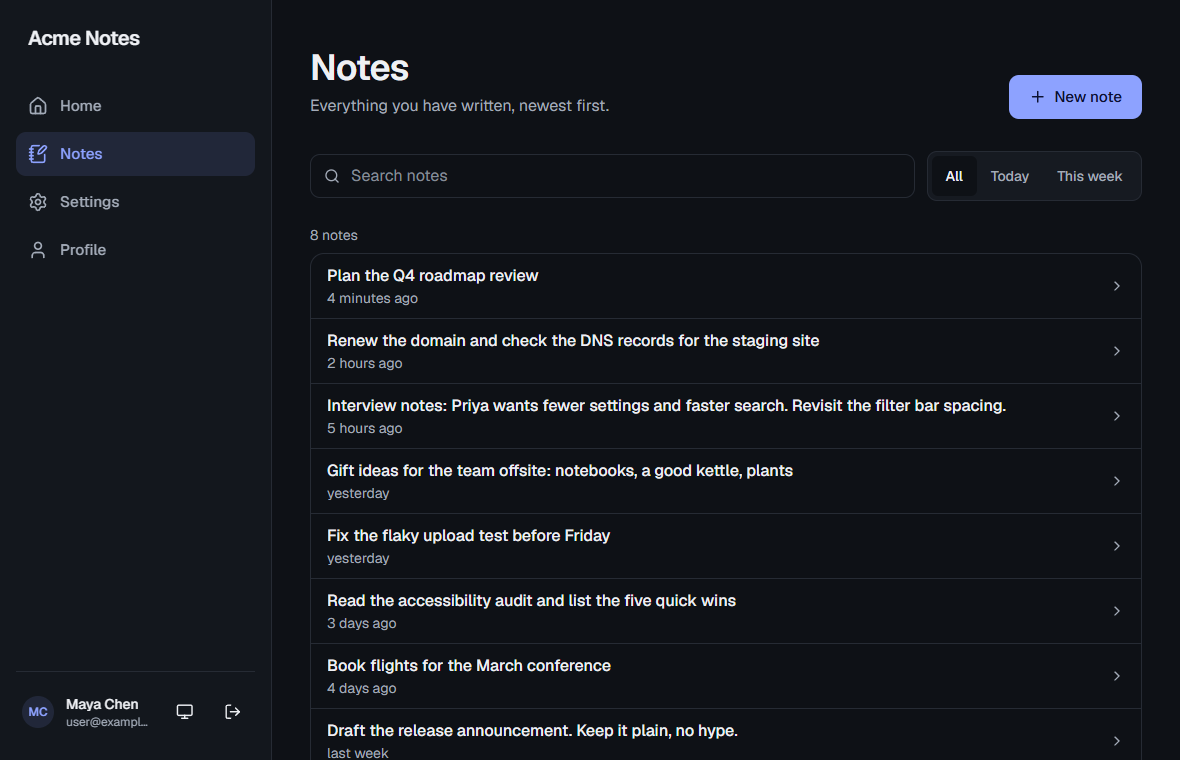 Acme Notes
Home
Notes
Settings
Profile
MC
Maya Chen
user@exampl…
Notes
Everything you have written, newest first.
New note
Search notes
All
Today
This week
8 notes
Plan the Q4 roadmap review
4 minutes ago
Renew the domain and check the DNS records for the staging site
2 hours ago
Interview notes: Priya wants fewer settings and faster search. Revisit the filter bar spacing.
5 hours ago
Gift ideas for the team offsite: notebooks, a good kettle, plants
yesterday
Fix the flaky upload test before Friday
yesterday
Read the accessibility audit and list the five quick wins
3 days ago
Book flights for the March conference
4 days ago
Draft the release announcement. Keep it plain, no hype.
last week